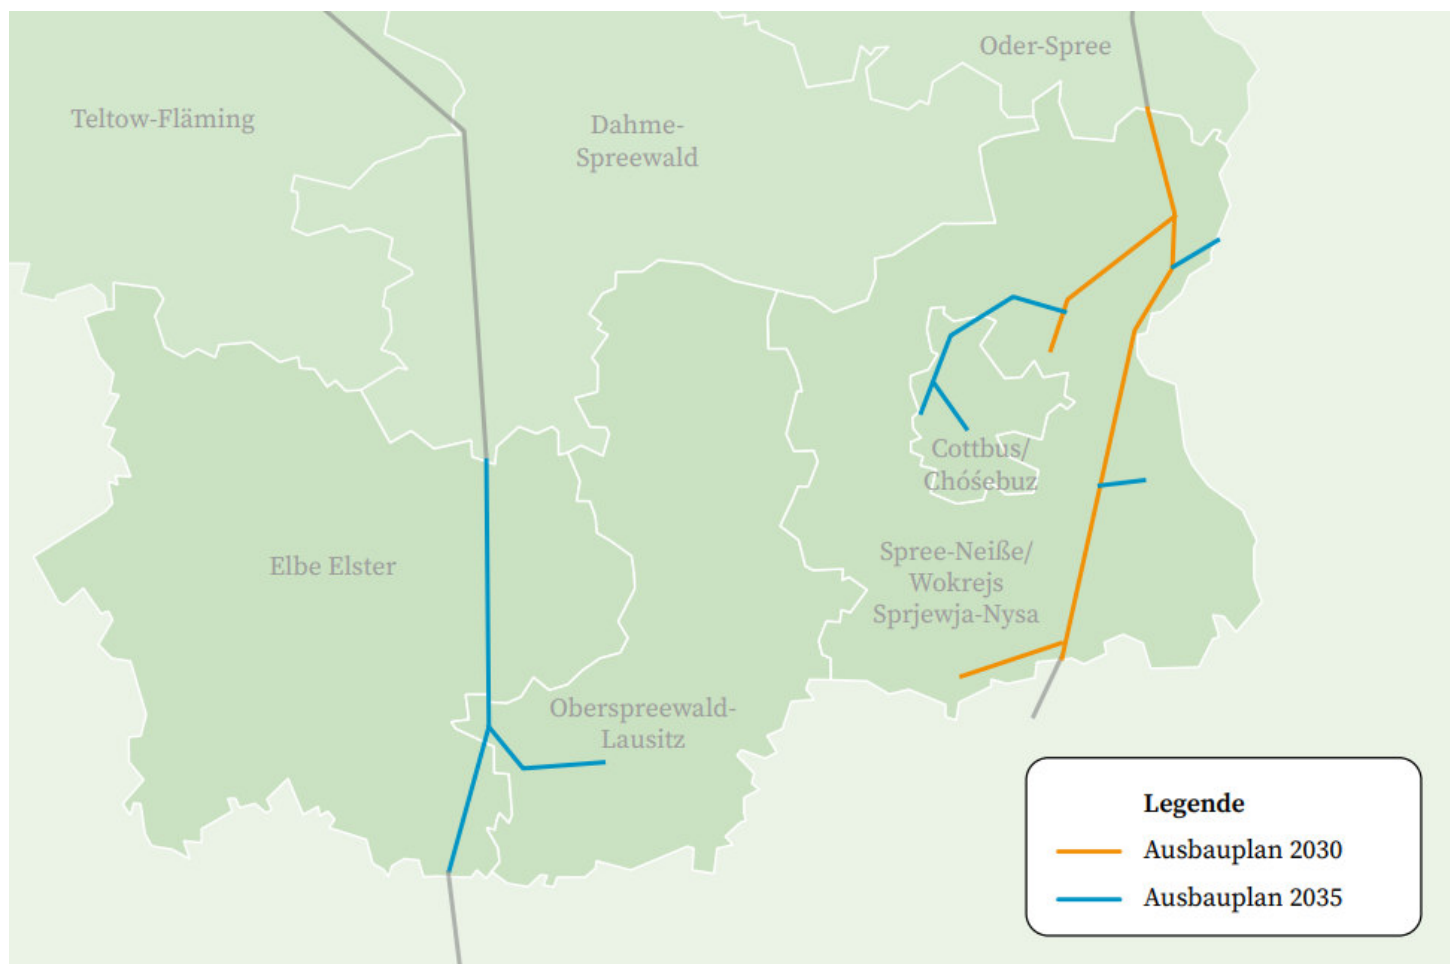 Oder-Spree
Teltow-Fläming
Dahme-
Spreewald
Cottbus/
Chóśebuz
Elbe Elster
Spree-Neiße/
Wokrejs
Sprjewja-Nysa
Oberspreewald-
Lausitz
Legende
Ausbauplan 2030
Ausbauplan 2035